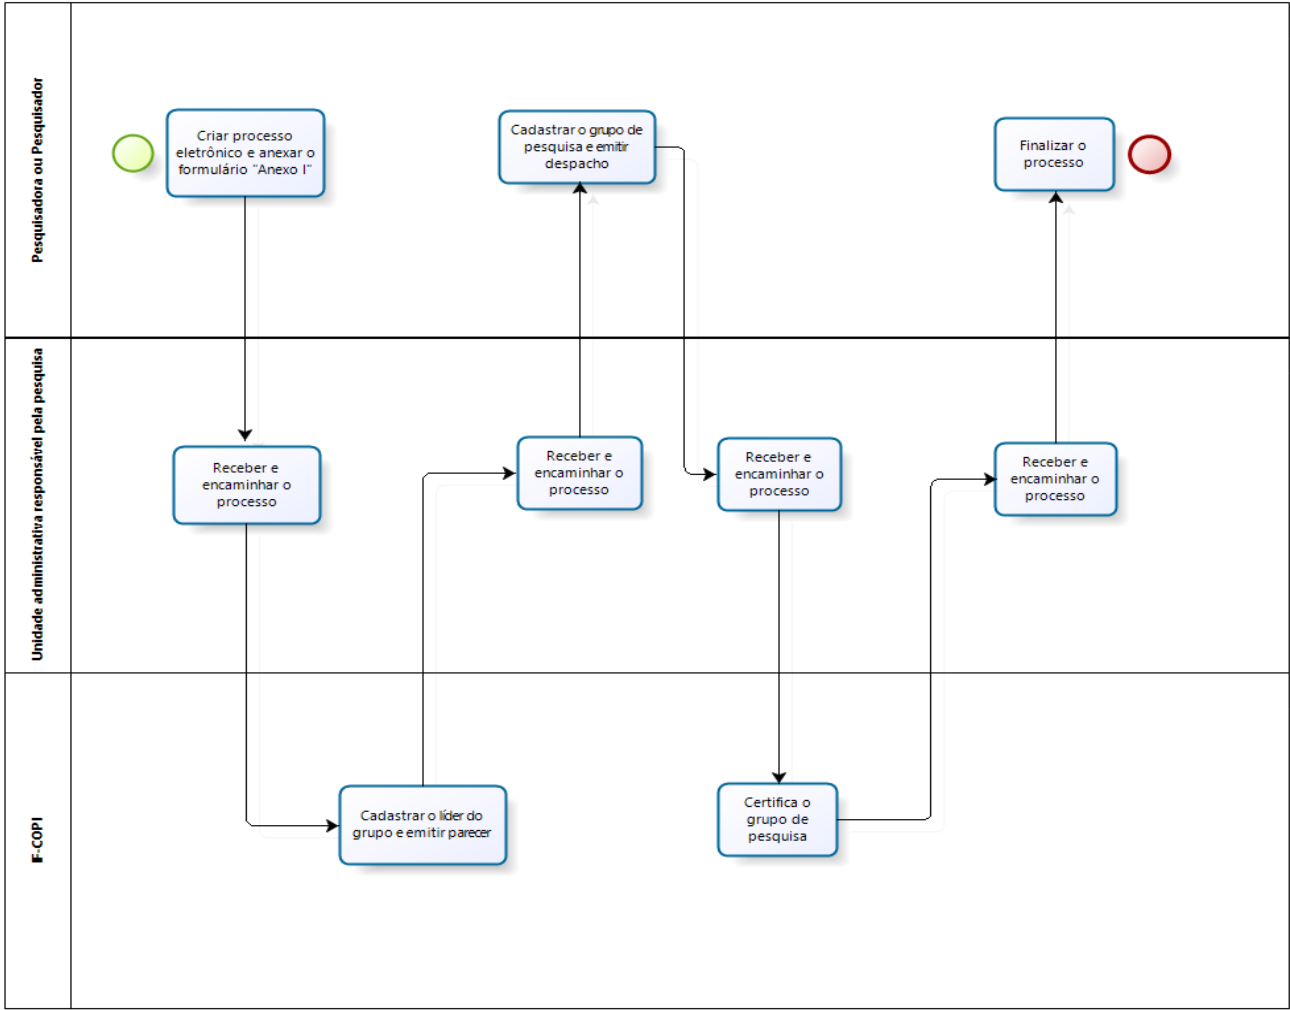 Pesquisadora ou Pesquisador
Criar processo
eletrônico e anexar o
formulário "Anexo I"
Cadastrar o grupo de
pesquisa e emitir
despacho
Finalizar o
processo
Unidade administrativa responsável pela pesquisa
Receber e
encaminhar o
processo
Receber e
encaminhar o
processo
Receber e
encaminhar o
processo
Receber e
encaminhar o
processo
IF-COPI
Cadastrar o líder do
grupo e emitir parecer
Certifica o
grupo de
pesquisa